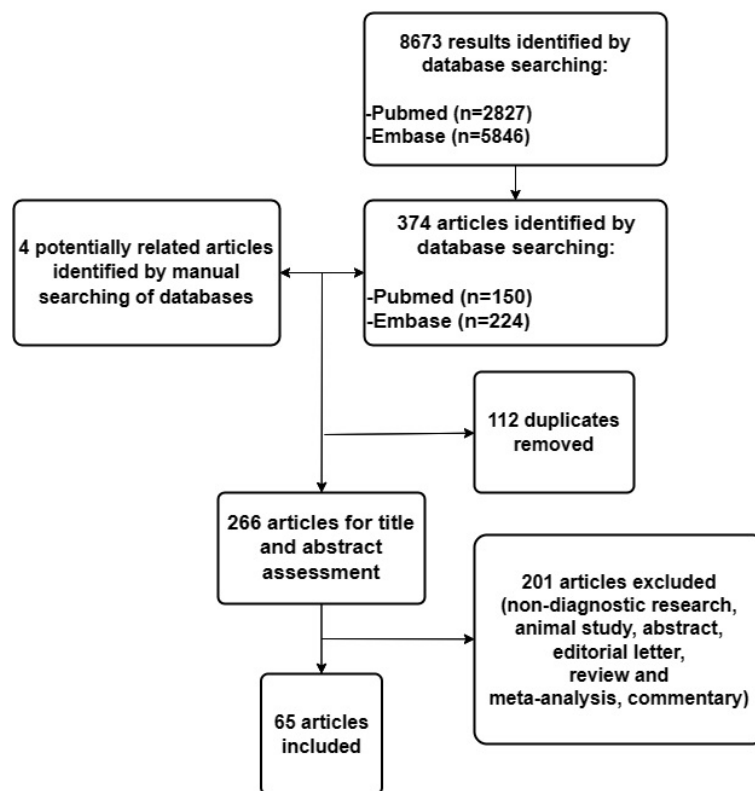 8673 results identified by
database searching:
-Pubmed (n=2827)
-Embase (n=5846)
374 articles identified by
database searching:
-Pubmed (n=150)
-Embase (n=224)
4 potentially related articles
identified by manual
searching of databases
112 duplicates
removed
266 articles for title
and abstract
assessment
201 articles excluded
(non-diagnostic research,
animal study, abstract,
editorial letter,
review and
meta-analysis, commentary)
65 articles
included